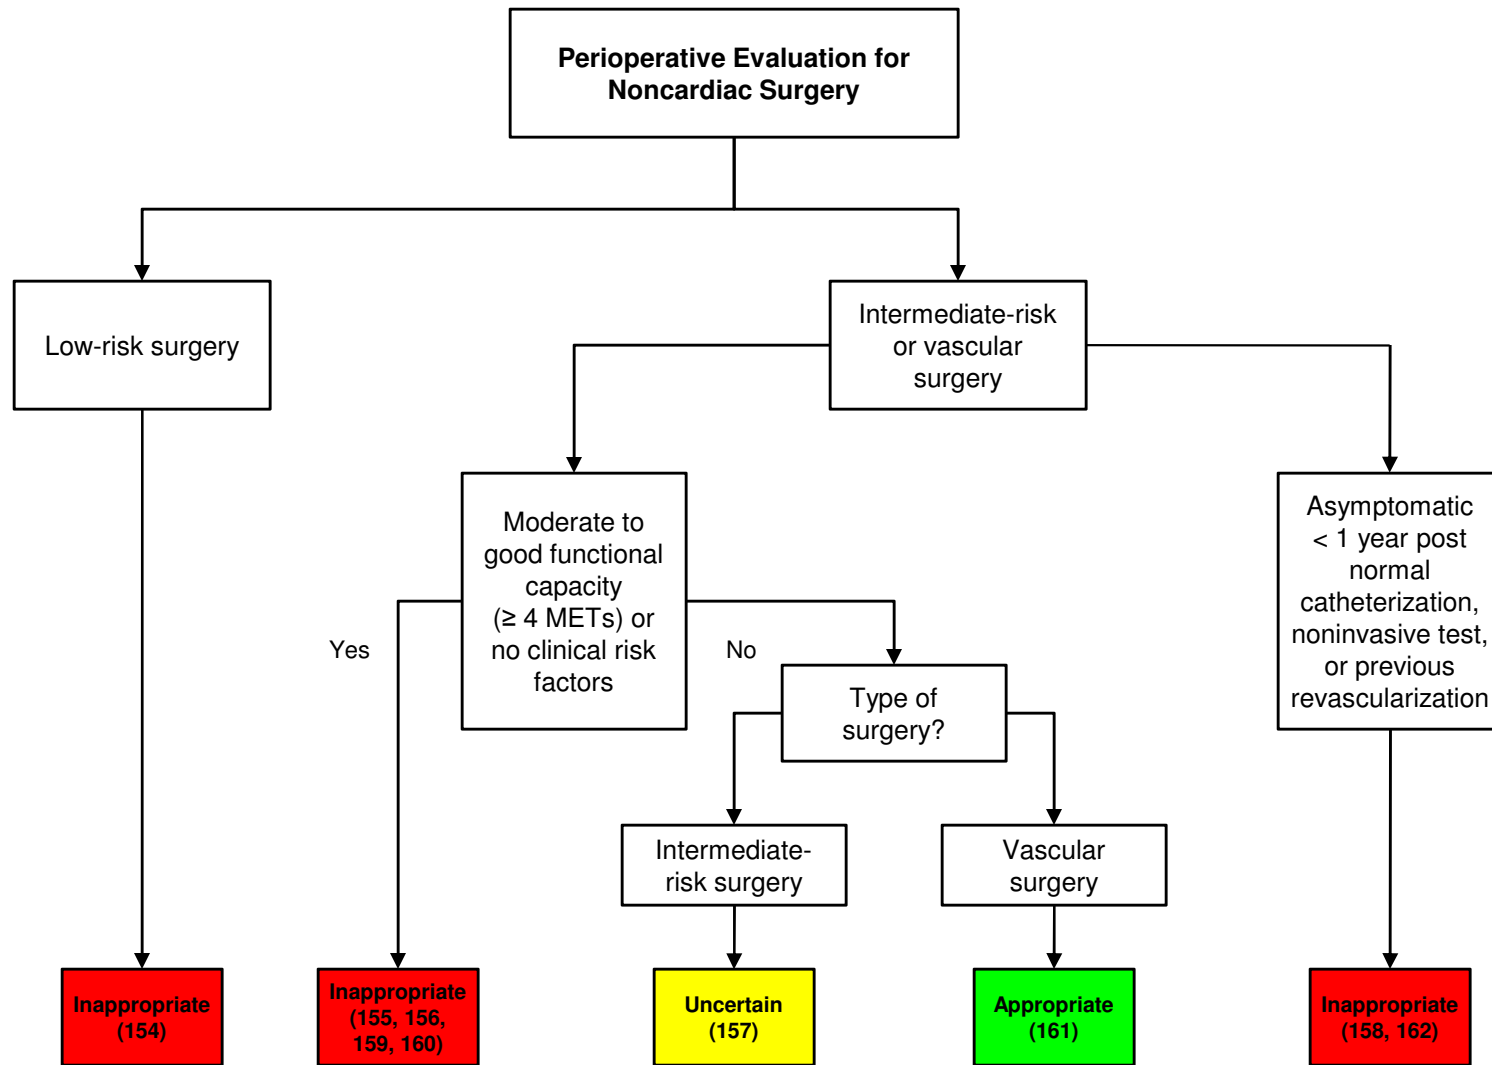 Perioperative Evaluation for
Noncardiac Surgery
Low-risk surgery
Intermediate-risk
or vascular
surgery
Moderate to
good functional
capacity
(≥ 4 METs) or
no clinical risk
factors
Asymptomatic
< 1 year post
normal
catheterization,
noninvasive test,
or previous
revascularization
Yes
No
Type of
surgery?
Intermediate-
risk surgery
Vascular
surgery
Inappropriate
(154)
Inappropriate
(155, 156,
159, 160)
Uncertain
(157)
Appropriate
(161)
Inappropriate
(158, 162)